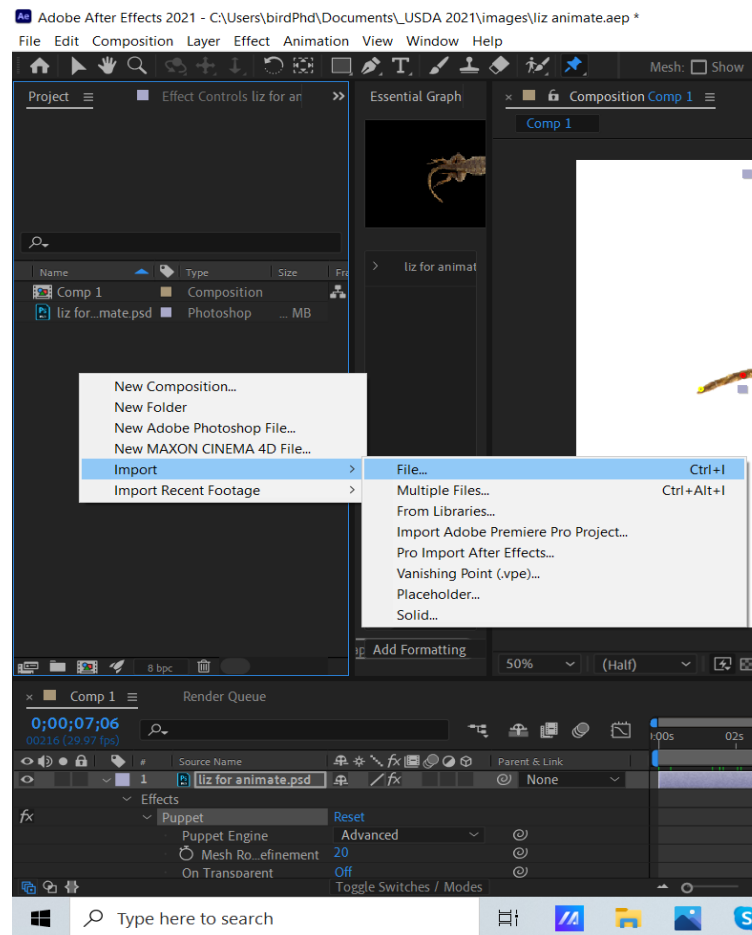 Ae Adobe After Effects 2021 - C:\Users\birdPhd\Documents\_USDA 2021\images\liz animate.aep *
File Edit Composition Layer Effect Animation View Window Help
Mesh: Show
Project Effect Controls liz for ar Essential Graph Composition Comp 1
Comp 1
Name Type Size Fra
Comp 1 Composition
liz for...mate.psd Photoshop ... MB
liz for animat
New Composition...
New Folder
New Adobe Photoshop File...
New MAXON CINEMA 4D File...
Import
Import Recent Footage
File... Ctrl+I
Multiple Files... Ctrl+Alt+I
From Libraries...
Import Adobe Premiere Pro Project...
Pro Import After Effects...
Vanishing Point (.vpe)...
Placeholder...
Solid...
Add Formatting
8 bpc
50% (Half)
Comp 1 Render Queue
0;00;07;06
00216 (29.97 fps)
:00s 02s
# Source Name fx Parent & Link
1 liz for animate.psd fx None
Effects
fx Puppet Reset
Puppet Engine Advanced
Mesh Ro...efinement 20
On Transparent Off
Toggle Switches / Modes
Type here to search